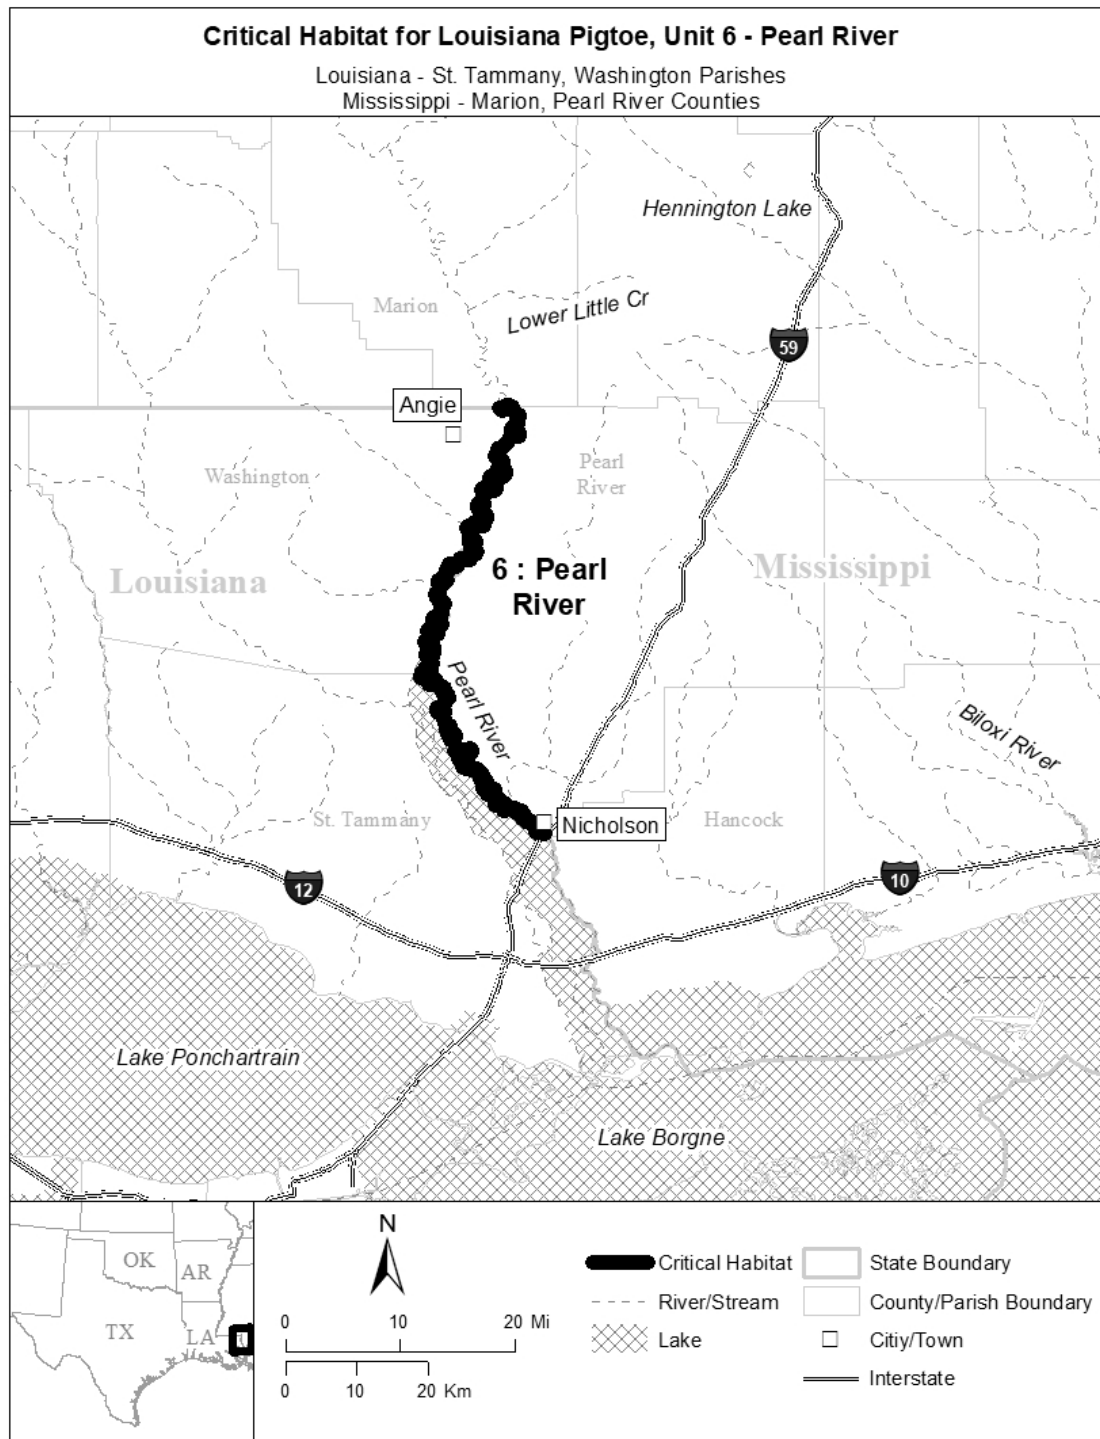 Critical Habitat for Louisiana Pigtoe, Unit 6 - Pearl River
Louisiana - St. Tammany, Washington Parishes
Mississippi - Marion, Pearl River Counties
Hennington Lake
Marion
Lower Little Cr
59
Angie
Washington
Pearl
River
Louisiana
6 : Pearl
River
Mississippi
Pearl River
Biloxi River
St. Tammany
Nicholson
Hancock
12
10
Lake Ponchartrain
Lake Borgne
OK
AR
TX
LA
N
0 10 20 Mi
0 10 20 Km
Critical Habitat
River/Stream
Lake
State Boundary
County/Parish Boundary
Citiy/Town
Interstate